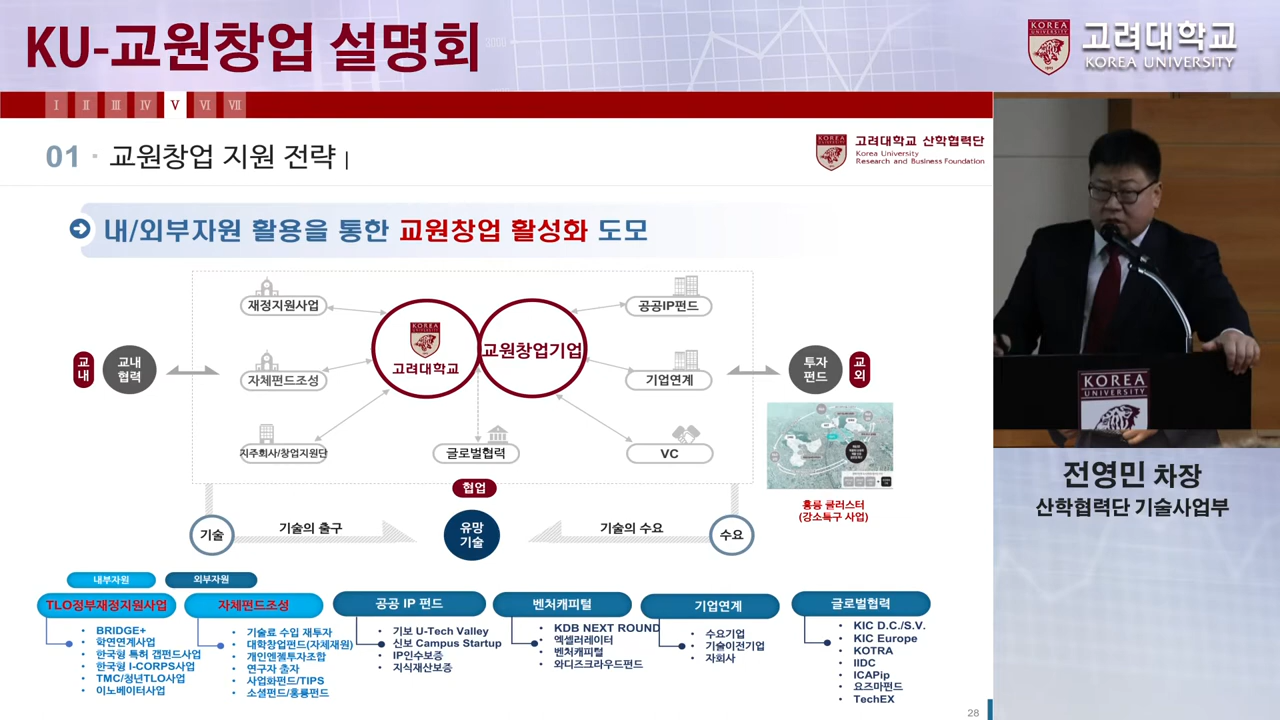 KU-교원창업 설명회
KOREA UNIVERSITY
고려대학교
KOREA UNIVERSITY
Ⅰ Ⅱ Ⅲ Ⅳ Ⅴ Ⅵ Ⅶ
01 · 교원창업 지원 전략 |
KOREA UNIVERSITY
고려대학교 산학협력단
Korea University
Research and Business Foundation
내/외부자원 활용을 통한 교원창업 활성화 도모
재정지원사업
공공IP펀드
KOREA UNIVERSITY
고려대학교
교원창업기업
교내
교내
협력
자체펀드조성
기업연계
투자
펀드
교외
지주회사/창업지원단
글로벌협력
VC
협업
홍릉 클러스터
(강소특구 사업)
기술
기술의 출구
유망
기술
기술의 수요
수요
내부자원
외부자원
TLO정부재정지원사업
• BRIDGE+
• 학연연계사업
• 한국형 특허 갭펀드사업
• 한국형 I-CORPS사업
• TMC/청년TLO사업
• 이노베이터사업
자체펀드조성
• 기술료 수입 재투자
• 대학창업펀드(자체재원)
• 개인엔젤투자조합
• 연구자 출자
• 사업화펀드/TIPS
• 소셜펀드/홍릉펀드
공공 IP 펀드
• 기보 U-Tech Valley
• 신보 Campus Startup
• IP인수보증
• 지식재산보증
벤처캐피털
• KDB NEXT ROUND
• 엑셀러레이터
• 벤처캐피털
• 와디즈크라우드펀드
기업연계
• 수요기업
• 기술이전기업
• 자회사
글로벌협력
• KIC D.C./S.V.
• KIC Europe
• KOTRA
• IIDC
• ICAPip
• 요즈마펀드
• TechEX
28
KOREA
UNIVERSITY
전영민 차장
산학협력단 기술사업부